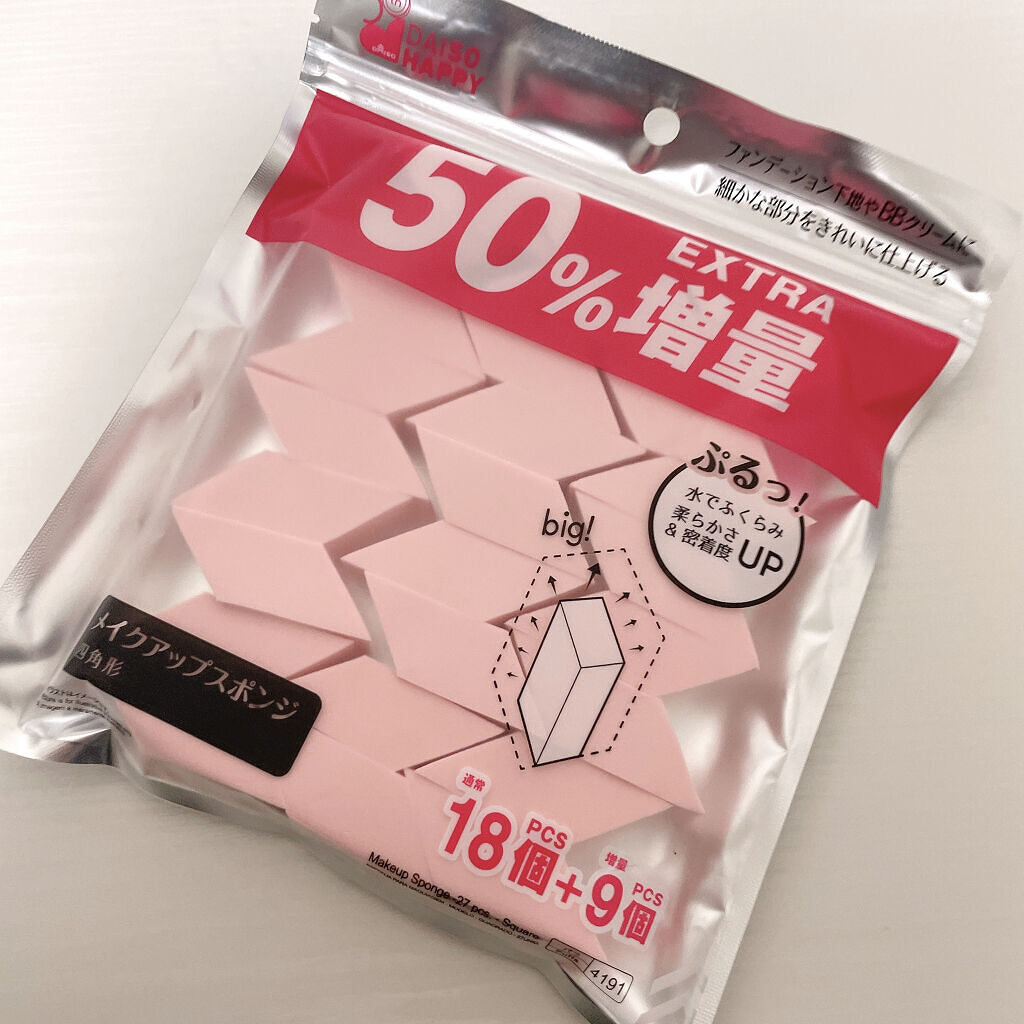 th
DAISO
DAISO
HAPPY
ファンデーション下地やBBクリームに
細かな部分をきれいに仕上げる
50%
EXTRA
増量
ぷるっ!
水でふくらみ
柔らかさ
& 密着度 UP
big!
メイクアップスポンジ
四角形
通常
18個 PCS
+
増量
9個 PCS
Makeup Sponge -27 pcs. - Square
4191